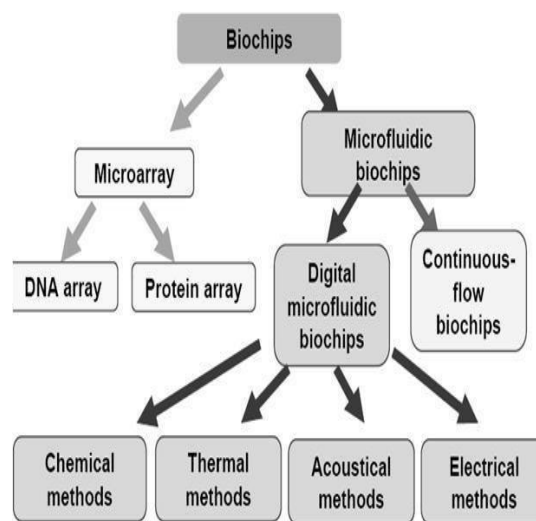 Biochips
Microarray
Microfluidic
biochips
DNA array
Protein array
Digital
microfluidic
biochips
Continuous-
flow
biochips
Chemical
methods
Thermal
methods
Acoustical
methods
Electrical
methods